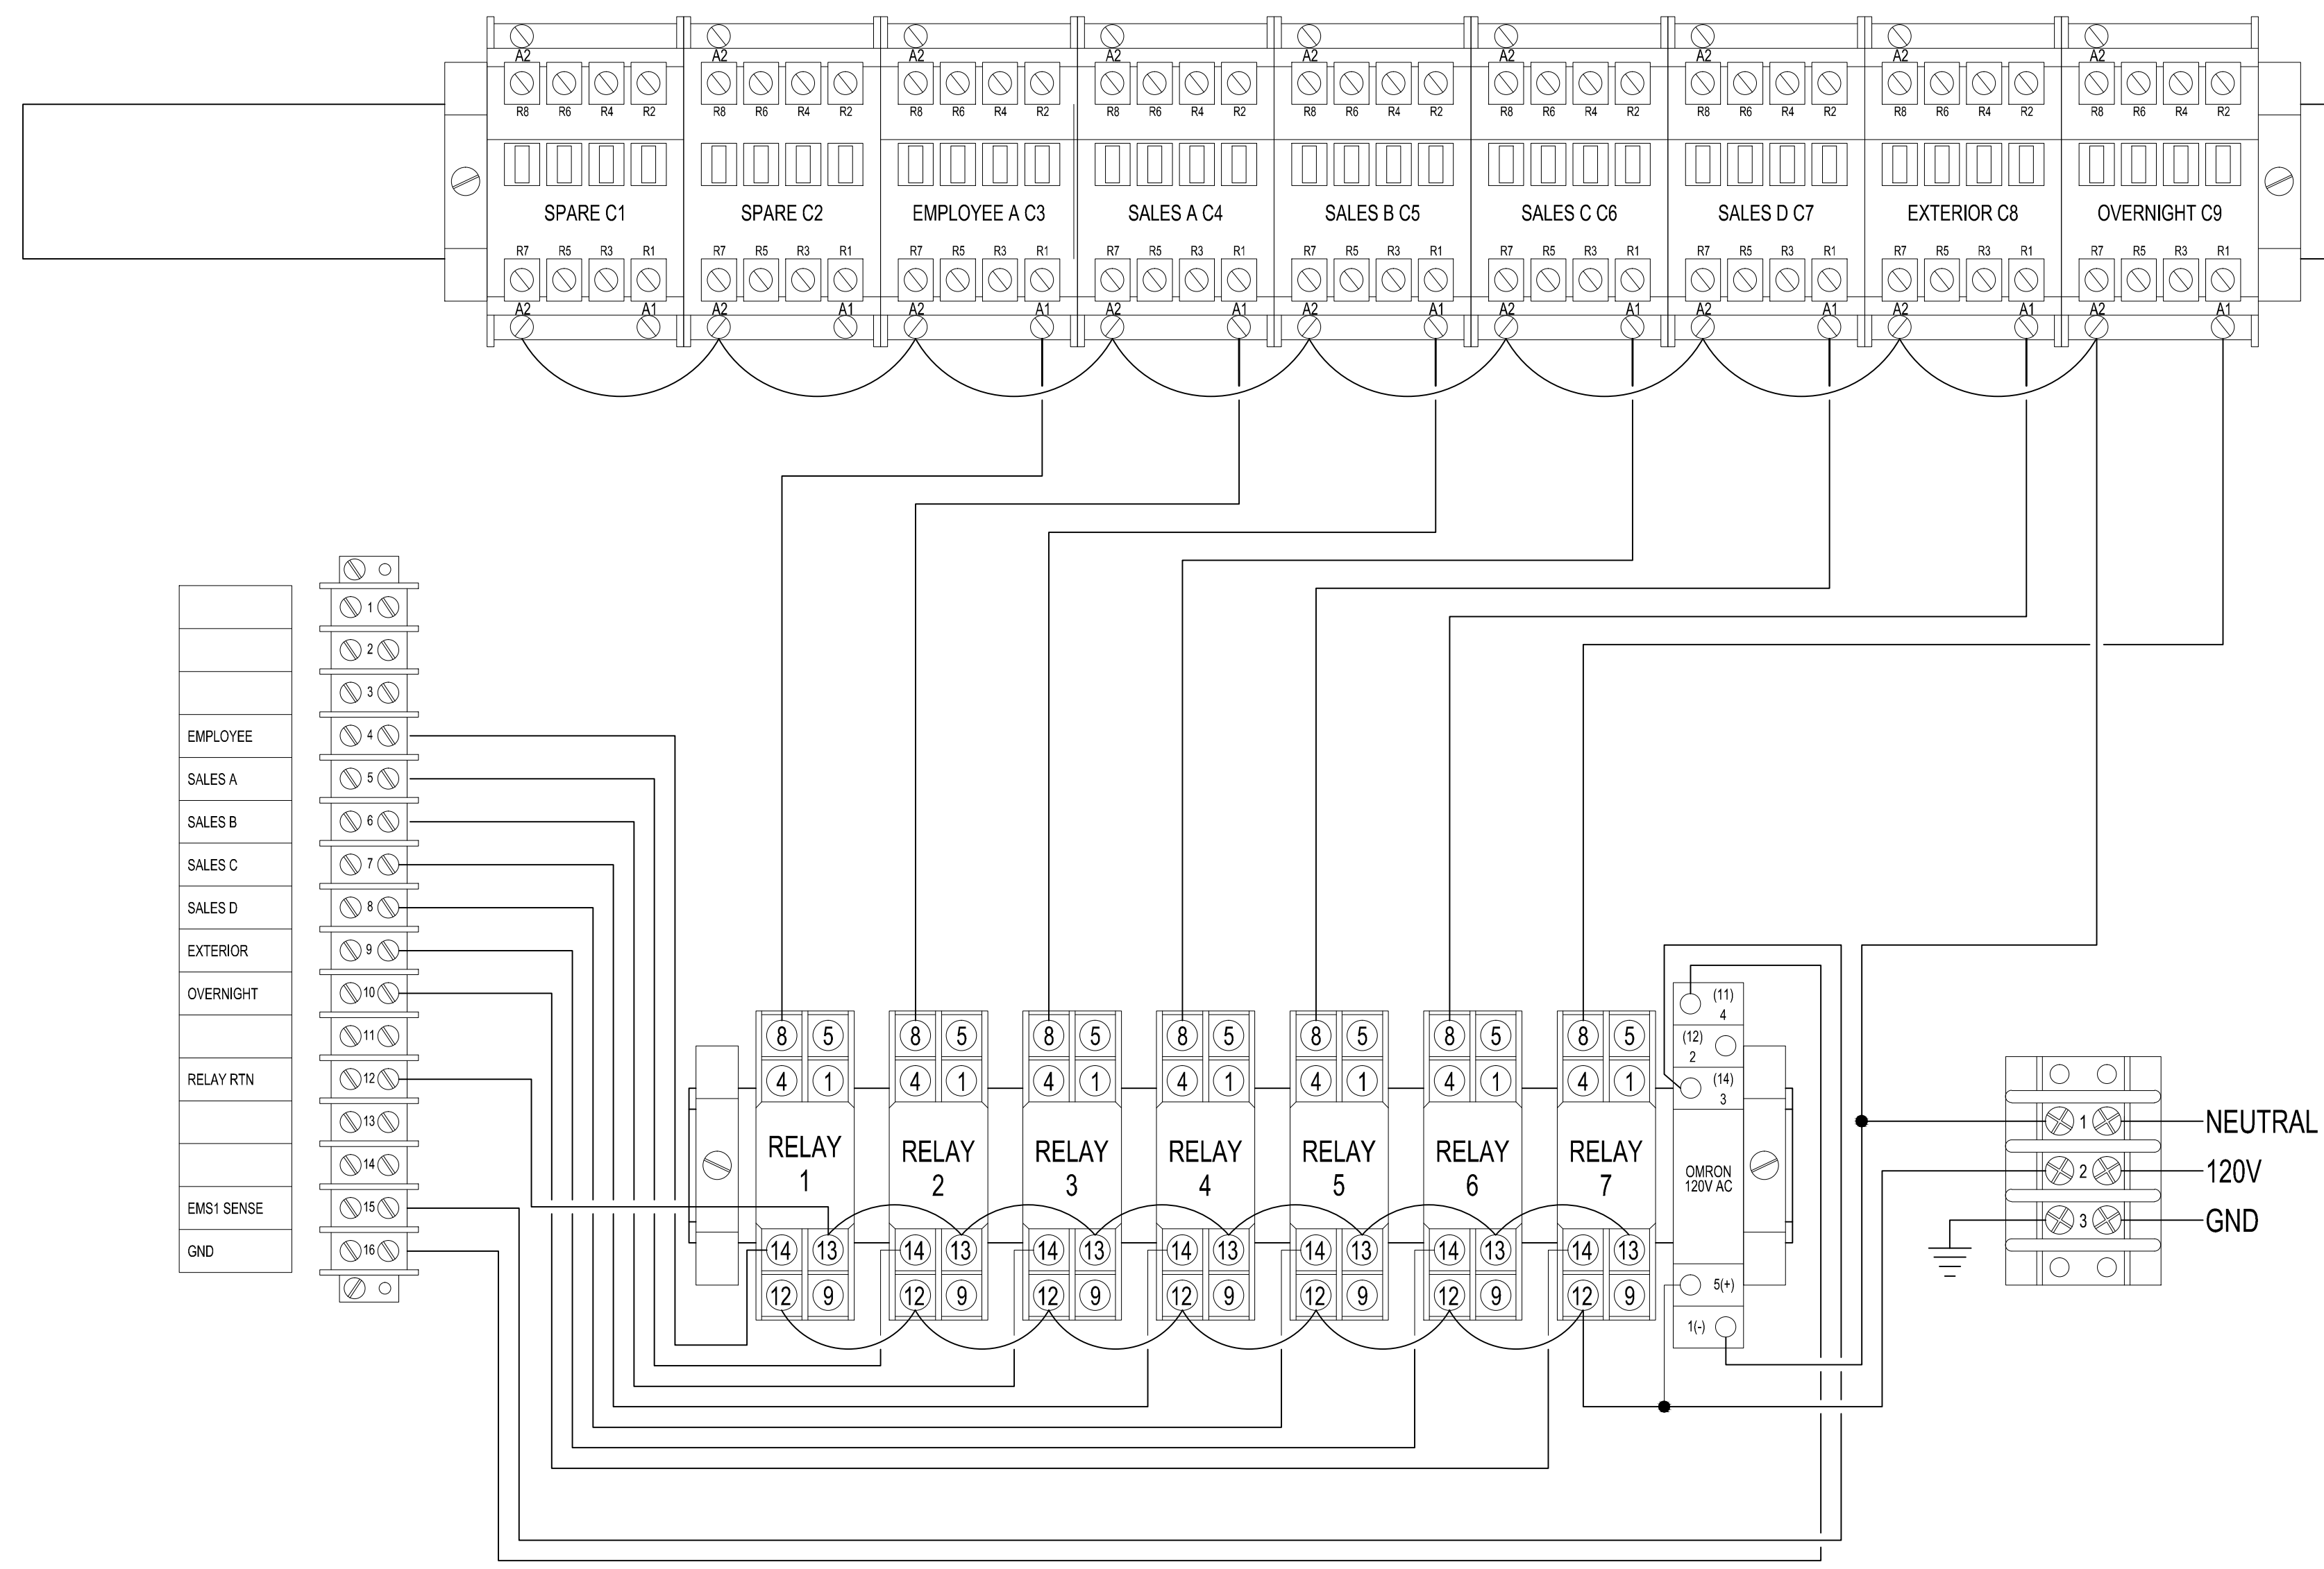 A2 A2 A2 A2 A2 A2 A2 A2 A2
R8 R6 R4 R2 R8 R6 R4 R2 R8 R6 R4 R2 R8 R6 R4 R2 R8 R6 R4 R2 R8 R6 R4 R2 R8 R6 R4 R2 R8 R6 R4 R2 R8 R6 R4 R2
SPARE C1 SPARE C2 EMPLOYEE A C3 SALES A C4 SALES B C5 SALES C C6 SALES D C7 EXTERIOR C8 OVERNIGHT C9
R7 R5 R3 R1 R7 R5 R3 R1 R7 R5 R3 R1 R7 R5 R3 R1 R7 R5 R3 R1 R7 R5 R3 R1 R7 R5 R3 R1 R7 R5 R3 R1 R7 R5 R3 R1
A2 A1 A2 A1 A2 A1 A2 A1 A2 A1 A2 A1 A2 A1 A2 A1 A2 A1
1
2
3
EMPLOYEE 4
SALES A 5
SALES B 6
SALES C 7
SALES D 8
EXTERIOR 9
OVERNIGHT 10
11
RELAY RTN 12
13
14
EMS1 SENSE 15
GND 16
8 5 8 5 8 5 8 5 8 5 8 5 8 5
4 1 4 1 4 1 4 1 4 1 4 1 4 1
RELAY
1
RELAY
2
RELAY
3
RELAY
4
RELAY
5
RELAY
6
RELAY
7
14 13 14 13 14 13 14 13 14 13 14 13 14 13
12 9 12 9 12 9 12 9 12 9 12 9 12 9
(11)
4
(12)
2
(14)
3
OMRON
120V AC
5(+)
1(-)
1 NEUTRAL
2 120V
3 GND